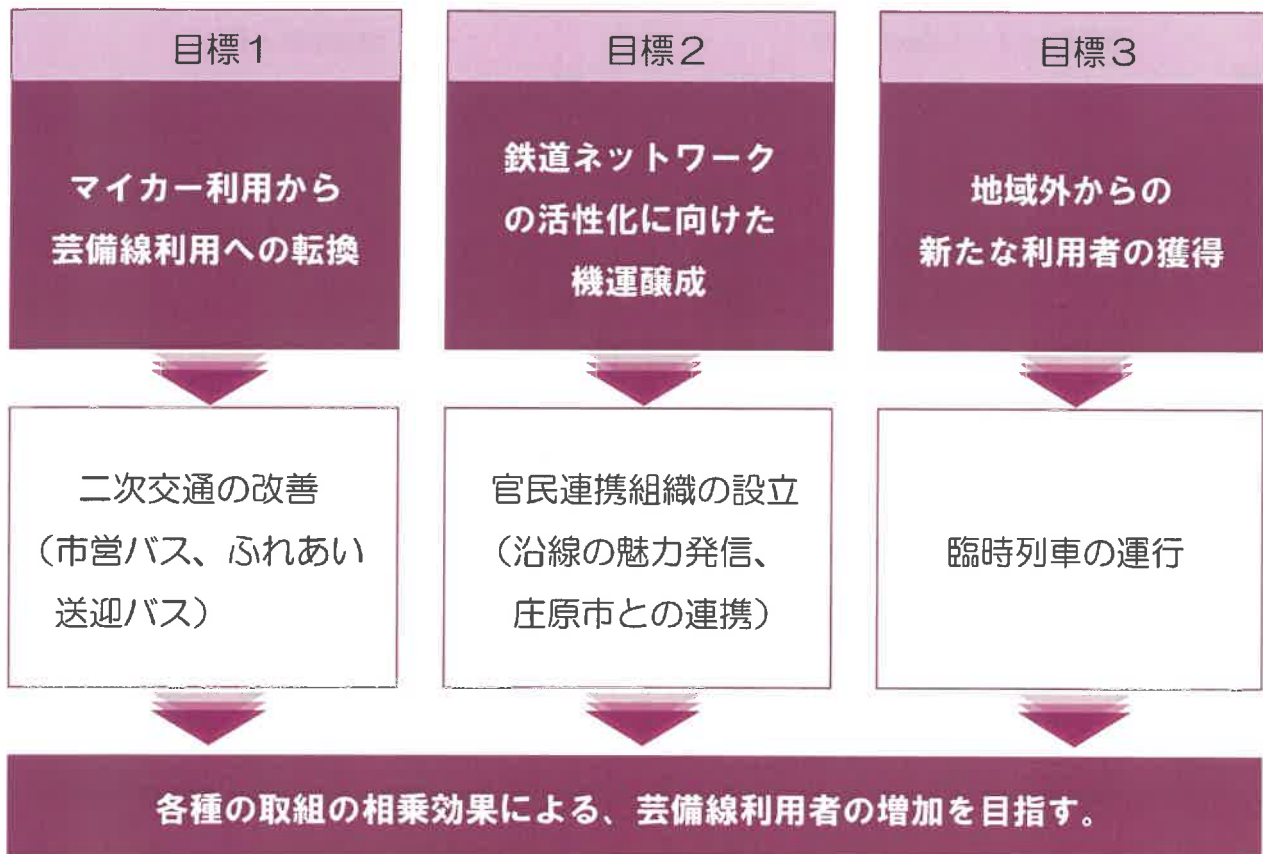 目標1
マイカー利用から
芸備線利用への転換
二次交通の改善
(市営バス、ふれあい
送迎バス)
目標2
鉄道ネットワーク
の活性化に向けた
機運醸成
官民連携組織の設立
(沿線の魅力発信、
庄原市との連携)
目標3
地域外からの
新たな利用者の獲得
臨時列車の運行
各種の取組の相乗効果による、芸備線利用者の増加を目指す。